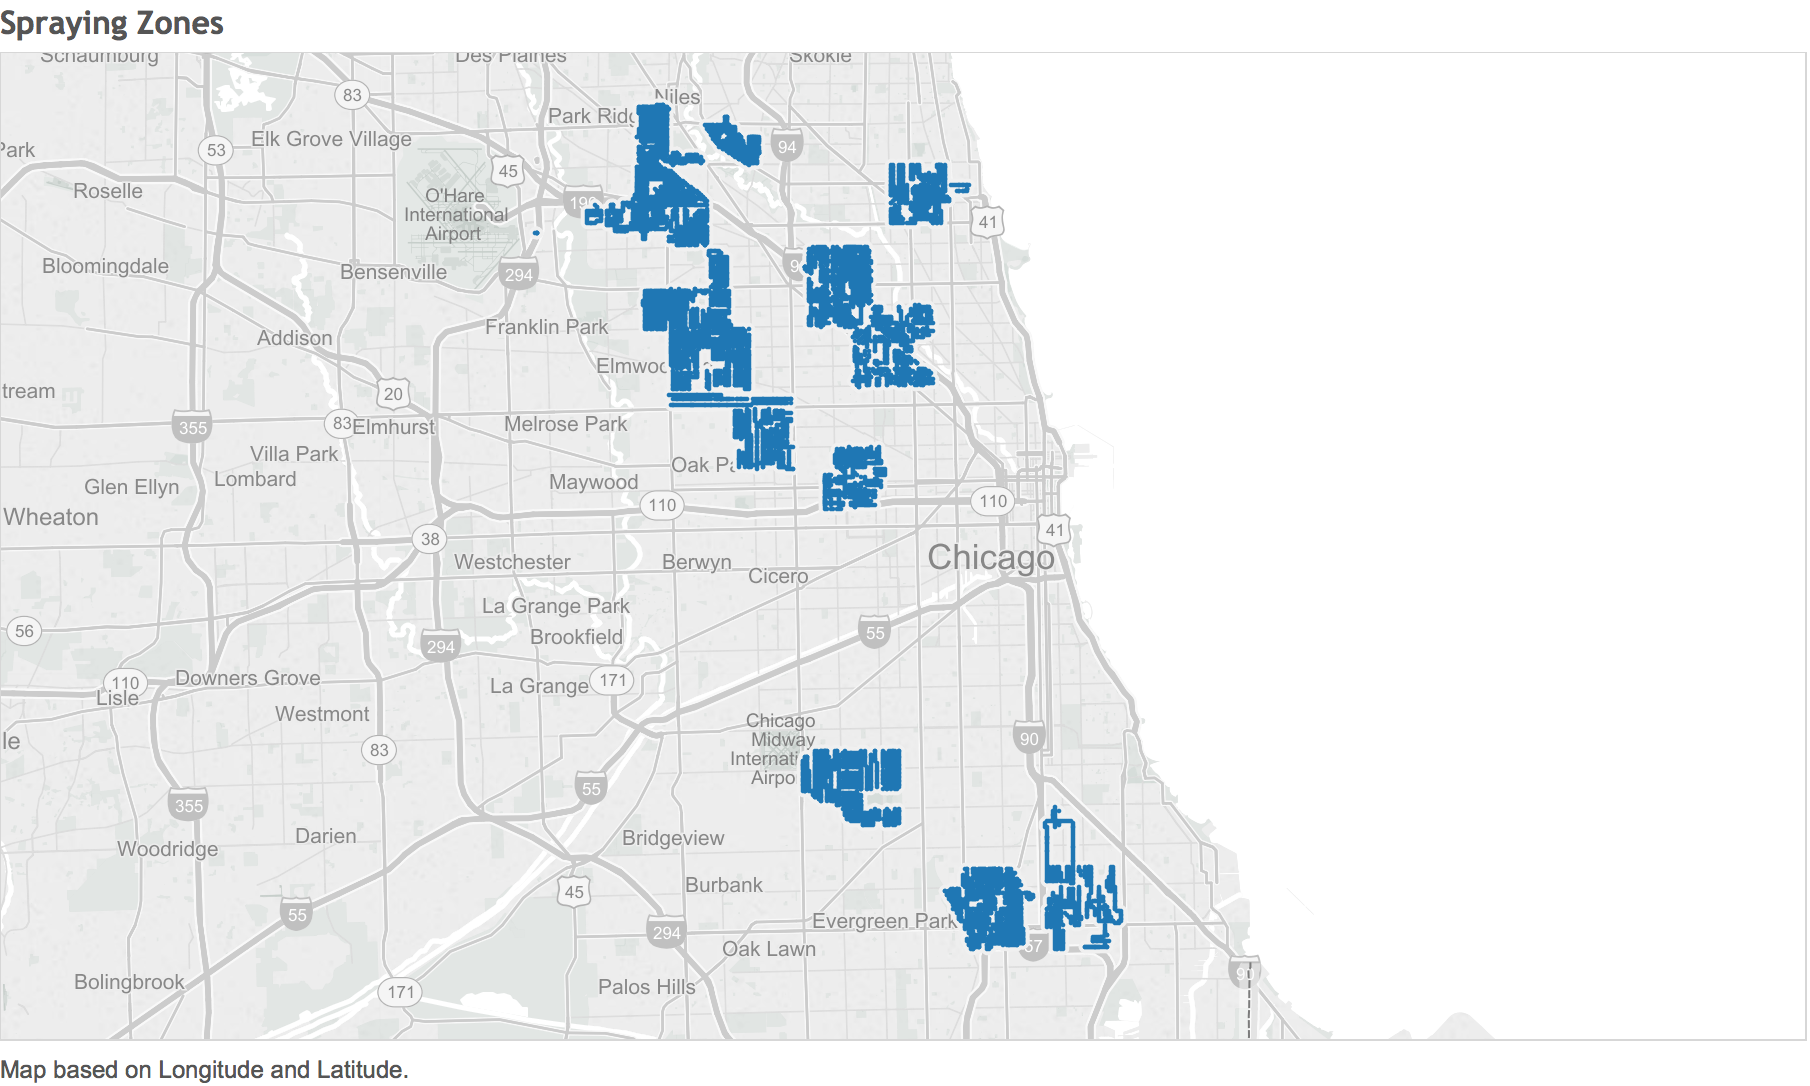 Spraying Zones
Schaumburg
Des Plaines
Skokie
83
Niles
Park Ridg
Elk Grove Village
53
94
Park
45
Roselle
O'Hare
International
Airport
190
41
Bloomingdale
Bensenville
294
9
Addison
Franklin Park
Elmwoo
tream
20
355
83
Elmhurst
Melrose Park
Villa Park
Oak Pa
Glen Ellyn
Lombard
Maywood
Wheaton
110
110
38
41
Chicago
Westchester
Berwyn
Cicero
La Grange Park
56
Brookfield
55
294
110
Downers Grove
La Grange
171
Lisle
Westmont
Chicago
Midway
Internati
Airpo
le
83
90
355
55
Darien
Bridgeview
Woodridge
Burbank
45
55
Evergreen Park
294
Oak Lawn
57
90
Bolingbrook
171
Palos Hills
Map based on Longitude and Latitude.